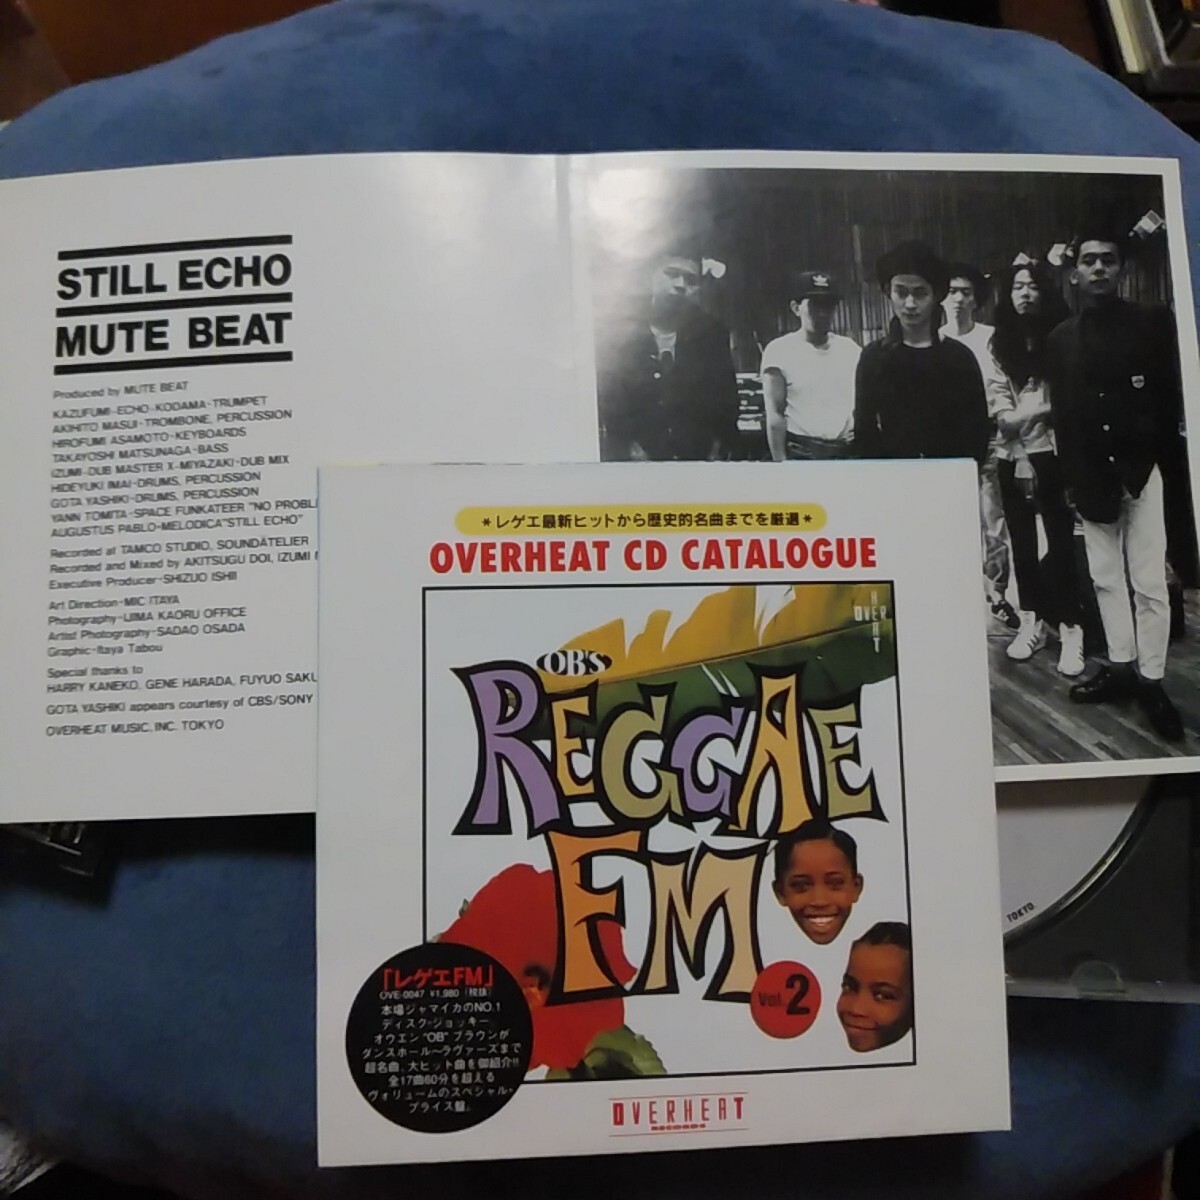 STILL ECHO
MUTE BEAT
Produced by MUTE BEAT
KAZUFUMI-ECHO-KODAMA-TRUMPET
AKIHITO MASUI-TROMBONE, PERCUSSION
HIROFUMI ASAMOTO-KEYBOARDS
TAKAYOSHI MATSUNAGA-BASS
IZUMI-DUB MASTER X-MIYAZAKI-DUB MIX
HIDEYUKI IMAI-DRUMS, PERCUSSION
GOTA YASHIKI-DRUMS, PERCUSSION
YANN TOMITA-SPACE FUNKATEER "NO
AUGUSTUS PABLO-MELODICA"STILL ECHO"
Recorded at TAMCO STUDIO, SOUNDÄTELIER
Recorded and Mixed by AKITSUGU DOI, IZUMI
Executive Producer-SHIZUO ISHII
Art Direction-MIC ITAYA
Photography-IJIMA KAORU OFFICE
Artist Photography-SADAO OSADA
Graphic-Itaya Tabou
Special thanks to
HARRY KANEKO, GENE HARADA, FUYUO
GOTA YASHIKI appears courtesy of CBS/SONY
OVERHEAT MUSIC, INC. TOKYO
*レゲエ最新ヒットから歴史的名曲までを厳選*
OVERHEAT CD CATALOGUE
OVERHEAT
OB'S
REGGAE
FM
Vol.2
「レゲエFM」
OVE-0047 ¥1,980(税抜)
本場ジャマイカのNO.1
ディスク・ジョッキー、
オウエン"OB"ブラウンが
ダンスホール〜ラヴァーズまで
超名曲、大ヒット曲を御紹介!!
全17曲60分を超える
ヴォリュームのスペシャル・
プライス盤。
OVERHEAT
RECORDS
TOKYO